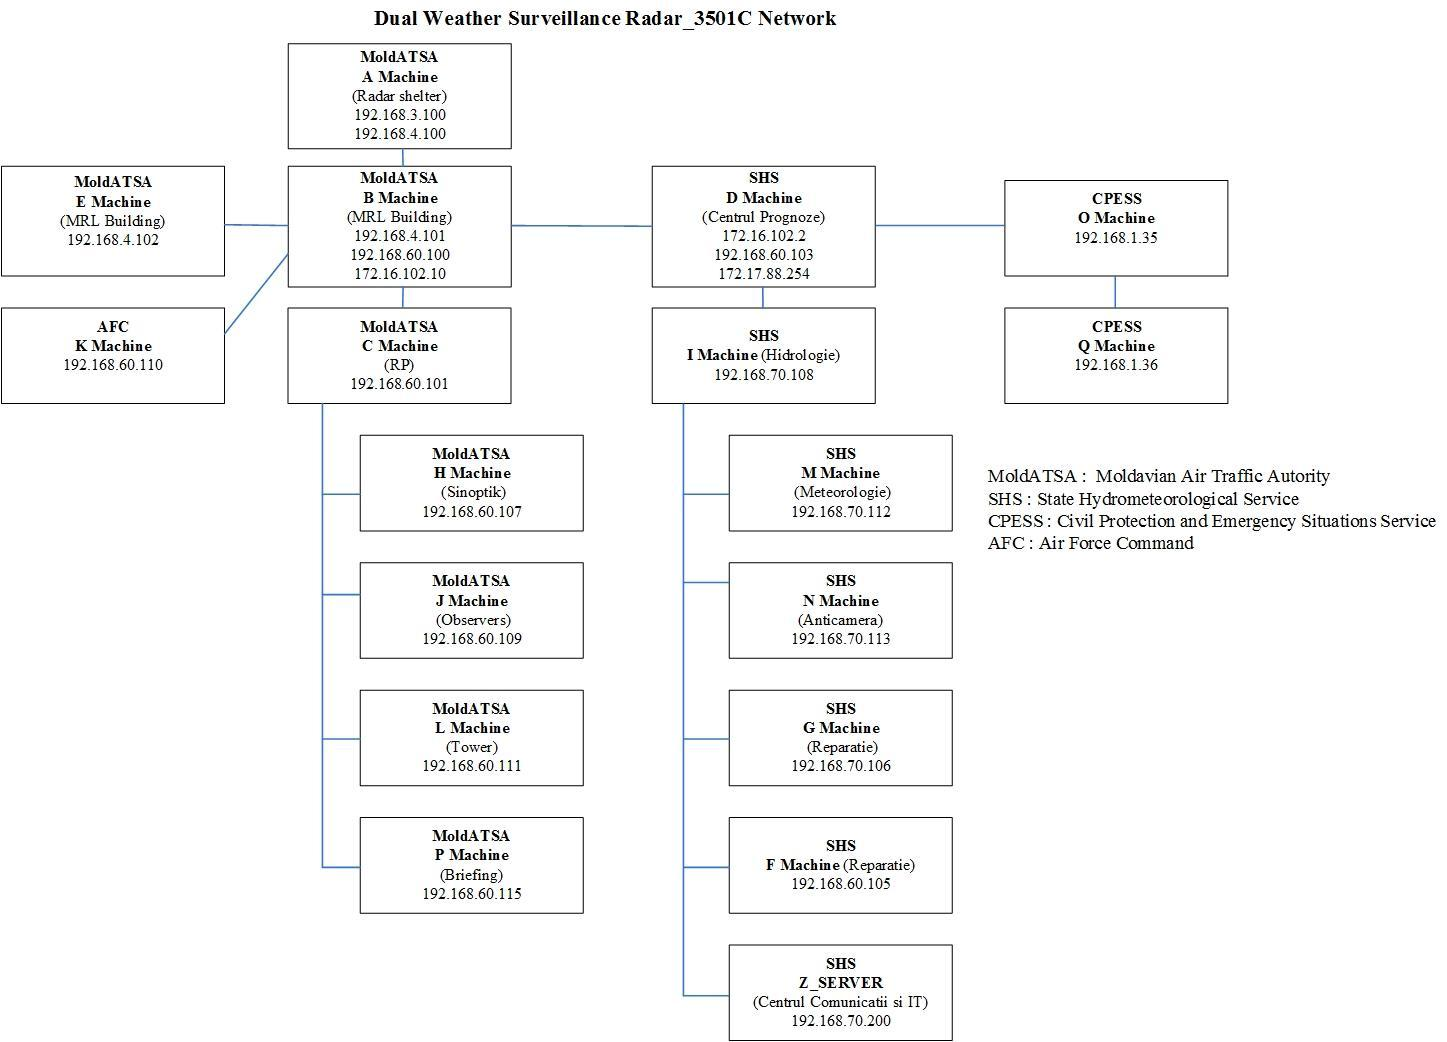 Dual Weather Surveillance Radar_3501C Network
MoldATSA
A Machine
(Radar shelter)
192.168.3.100
192.168.4.100
MoldATSA
E Machine
(MRL Building)
192.168.4.102
MoldATSA
B Machine
(MRL Building)
192.168.4.101
192.168.60.100
172.16.102.10
SHS
D Machine
(Centrul Prognoze)
172.16.102.2
192.168.60.103
172.17.88.254
CPESS
O Machine
192.168.1.35
AFC
K Machine
192.168.60.110
MoldATSA
C Machine
(RP)
192.168.60.101
SHS
I Machine (Hidrologie)
192.168.70.108
CPESS
Q Machine
192.168.1.36
MoldATSA
H Machine
(Sinoptik)
192.168.60.107
SHS
M Machine
(Meteorologie)
192.168.70.112
MoldATSA : Moldavian Air Traffic Autority
SHS : State Hydrometeorological Service
CPESS : Civil Protection and Emergency Situations Service
AFC : Air Force Command
MoldATSA
J Machine
(Observers)
192.168.60.109
SHS
N Machine
(Anticamera)
192.168.70.113
MoldATSA
L Machine
(Tower)
192.168.60.111
SHS
G Machine
(Reparatie)
192.168.70.106
MoldATSA
P Machine
(Briefing)
192.168.60.115
SHS
F Machine (Reparatie)
192.168.60.105
SHS
Z_SERVER
(Centrul Comunicatii si IT)
192.168.70.200